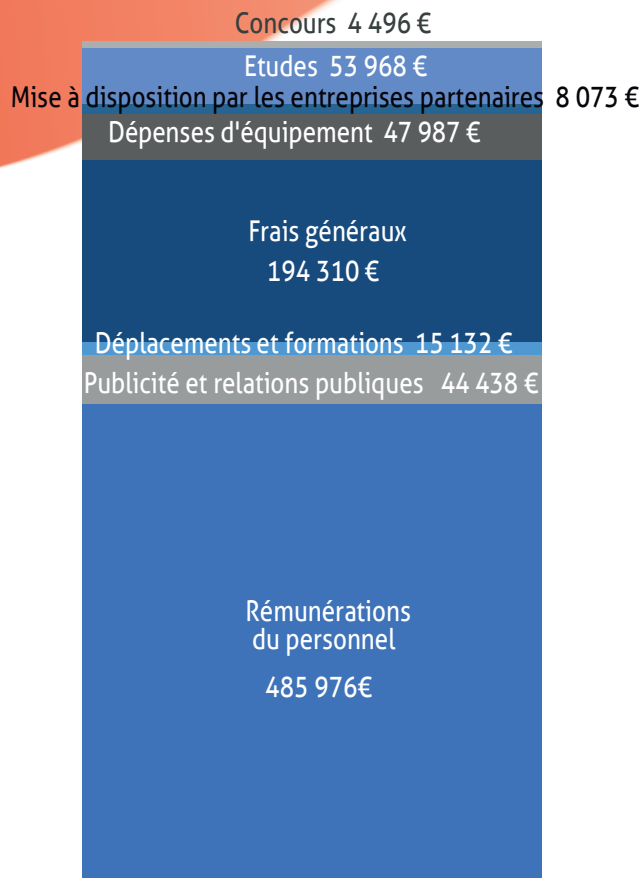 Concours 4 496 €
Etudes 53 968 €
Mise à disposition par les entreprises partenaires 8 073 €
Dépenses d'équipement 47 987 €
Frais généraux
194 310 €
Déplacements et formations 15 132 €
Publicité et relations publiques 44 438 €
Rémunérations
du personnel
485 976€